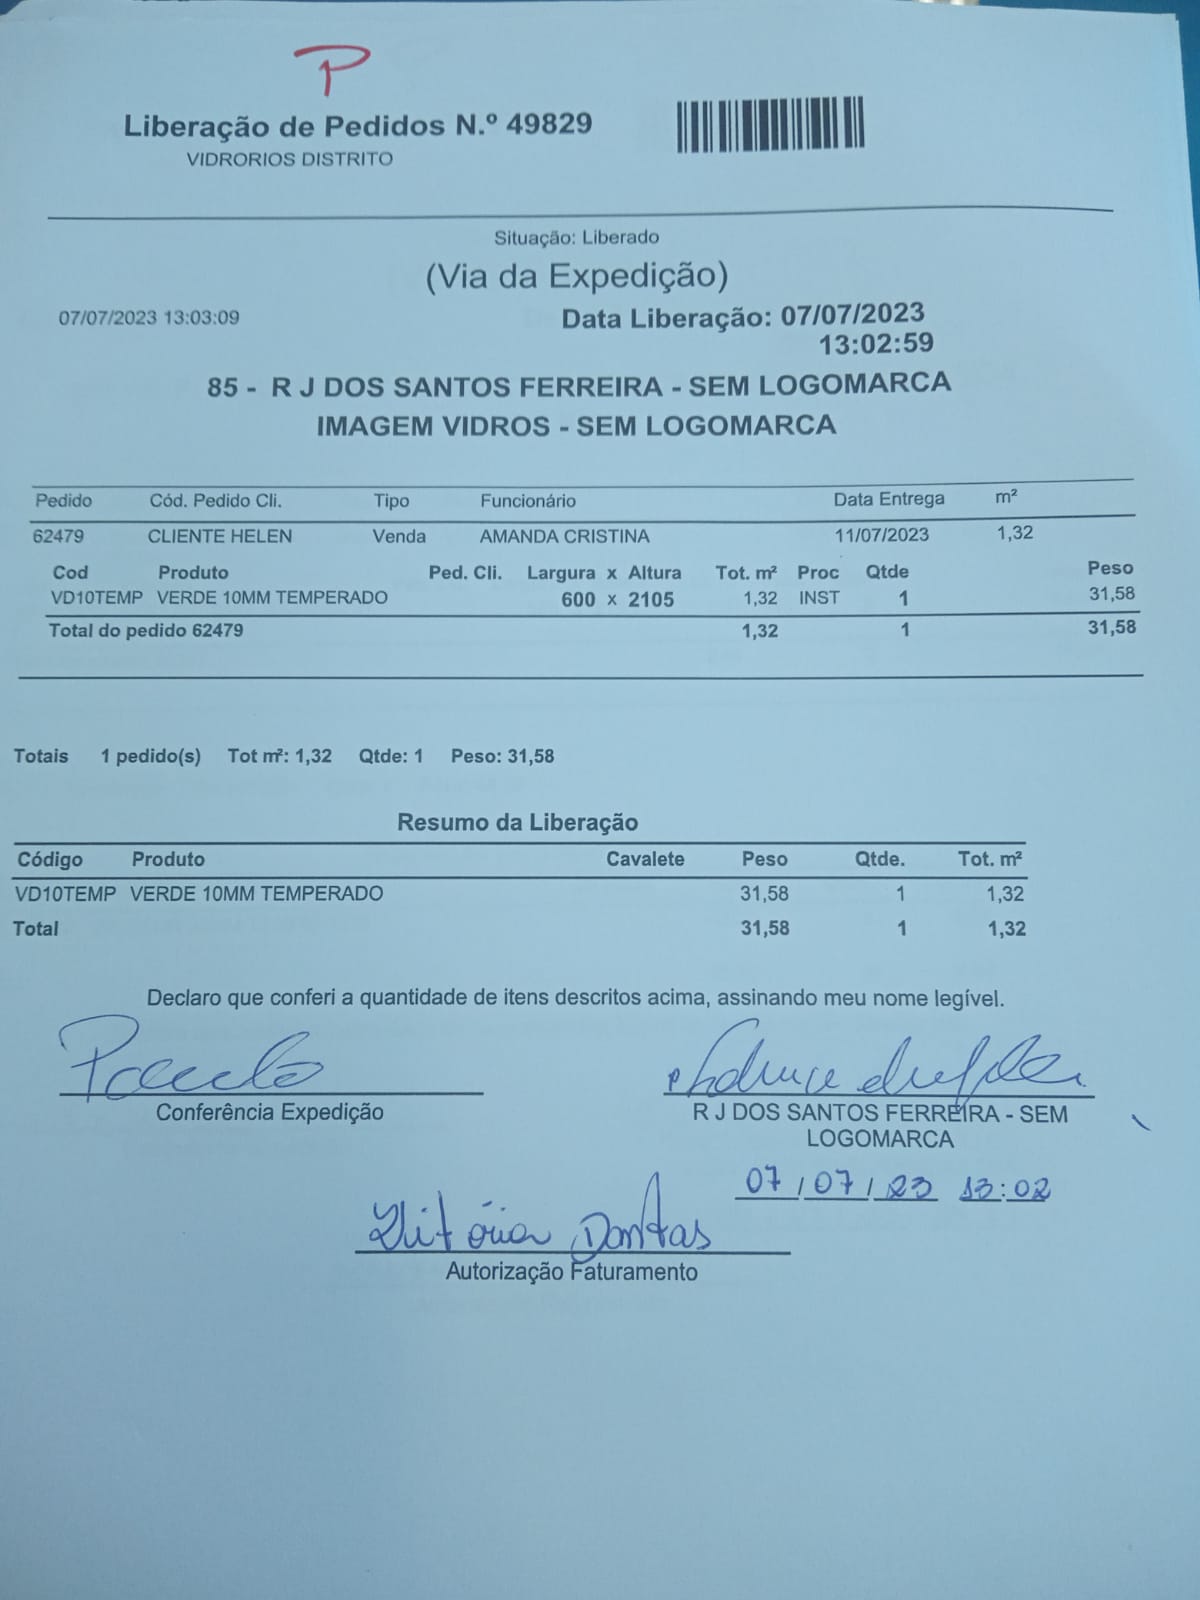 P
Liberação de Pedidos N.º 49829
VIDRORIOS DISTRITO
Situação: Liberado
(Via da Expedição)
07/07/2023 13:03:09 Data Liberação: 07/07/2023
13:02:59
85 - R J DOS SANTOS FERREIRA - SEM LOGOMARCA
IMAGEM VIDROS - SEM LOGOMARCA
Pedido Cód. Pedido Cli. Tipo Funcionário Data Entrega m²
62479 CLIENTE HELEN Venda AMANDA CRISTINA 11/07/2023 1,32
Cod Produto Ped. Cli. Largura x Altura Tot. m² Proc Qtde Peso
VD10TEMP VERDE 10MM TEMPERADO 600 x 2105 1,32 INST 1 31,58
Total do pedido 62479 1,32 1 31,58
Totais 1 pedido(s) Tot m²: 1,32 Qtde: 1 Peso: 31,58
Resumo da Liberação
Código Produto Cavalete Peso Qtde. Tot. m²
VD10TEMP VERDE 10MM TEMPERADO 31,58 1 1,32
Total 31,58 1 1,32
Declaro que conferi a quantidade de itens descritos acima, assinando meu nome legível.
Paulo
Conferência Expedição R J DOS SANTOS FERREIRA - SEM
LOGOMARCA
07/07/23 13:02
Vitória Dantas
Autorização Faturamento